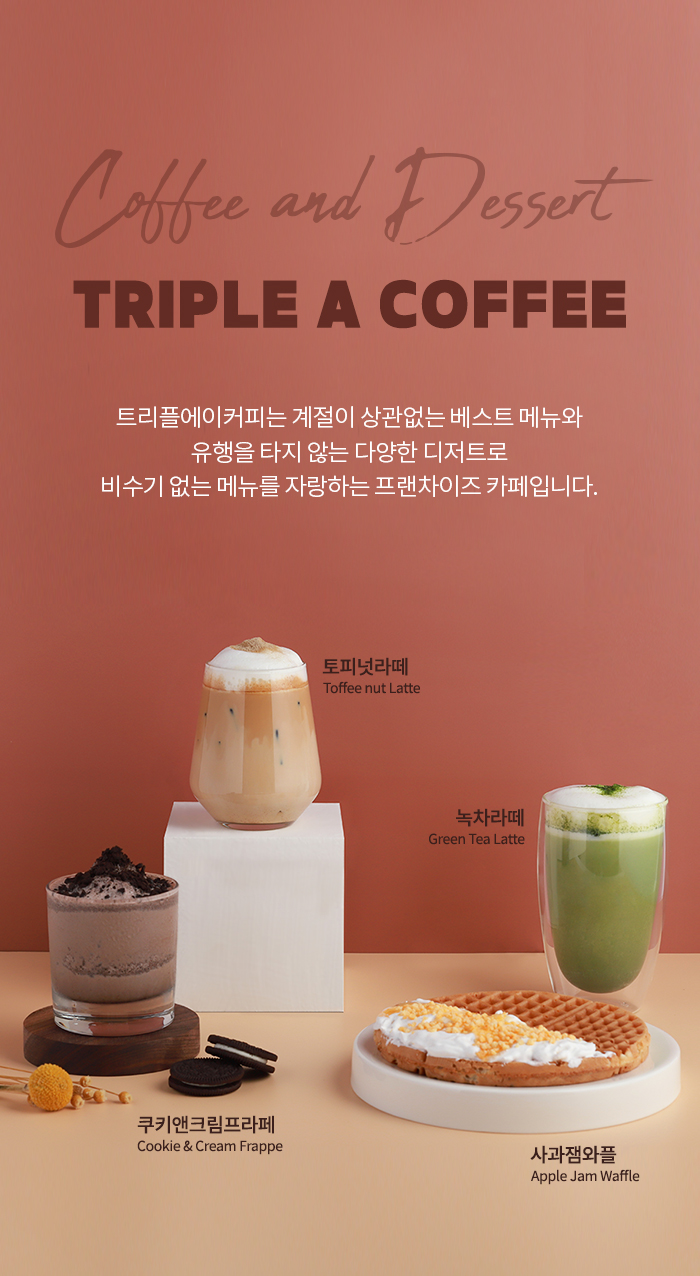 Coffee and Dessert
TRIPLE A COFFEE
트리플에이커피는 계절이 상관없는 베스트 메뉴와
유행을 타지 않는 다양한 디저트로
비수기 없는 메뉴를 자랑하는 프랜차이즈 카페입니다.
토피넛라떼
Toffee nut Latte
녹차라떼
Green Tea Latte
쿠키앤크림프라페
Cookie & Cream Frappe
사과잼와플
Apple Jam Waffle